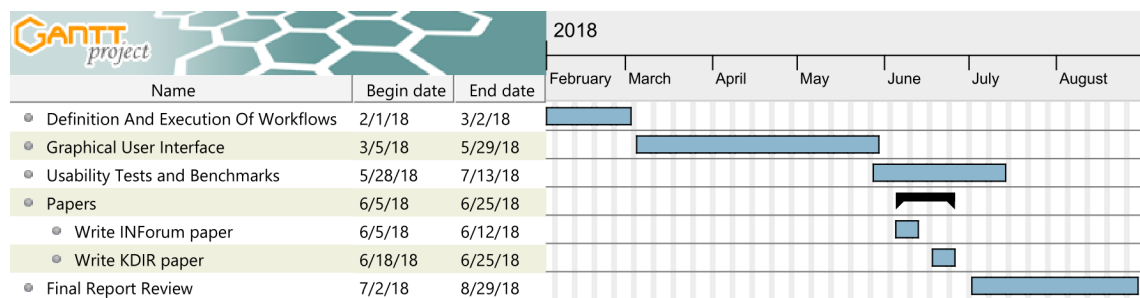 GANTT project
2018
February March April May June July August
Name Begin date End date
Definition And Execution Of Workflows 2/1/18 3/2/18
Graphical User Interface 3/5/18 5/29/18
Usability Tests and Benchmarks 5/28/18 7/13/18
Papers 6/5/18 6/25/18
Write INForum paper 6/5/18 6/12/18
Write KDIR paper 6/18/18 6/25/18
Final Report Review 7/2/18 8/29/18